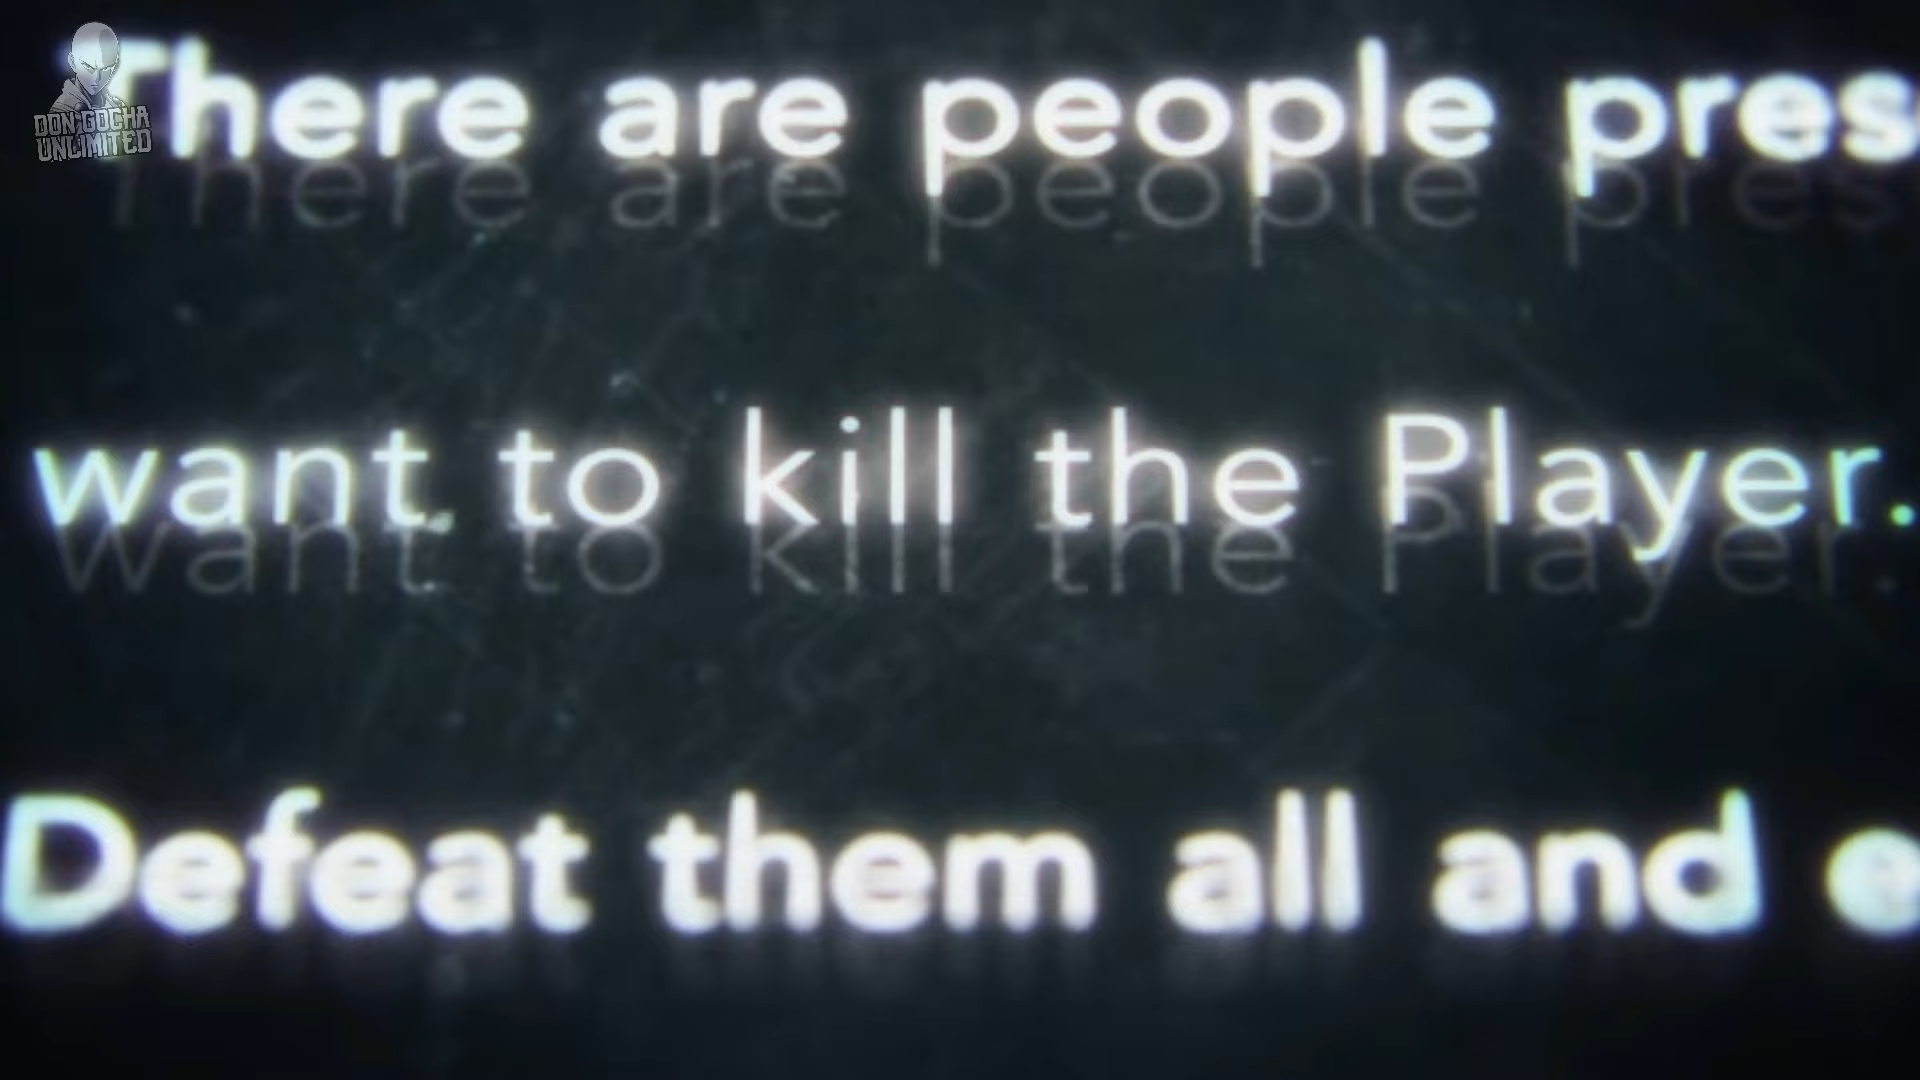 DON GOCHA
UNLIMITED
There are people pres
want to kill the Player.
Defeat them all and e